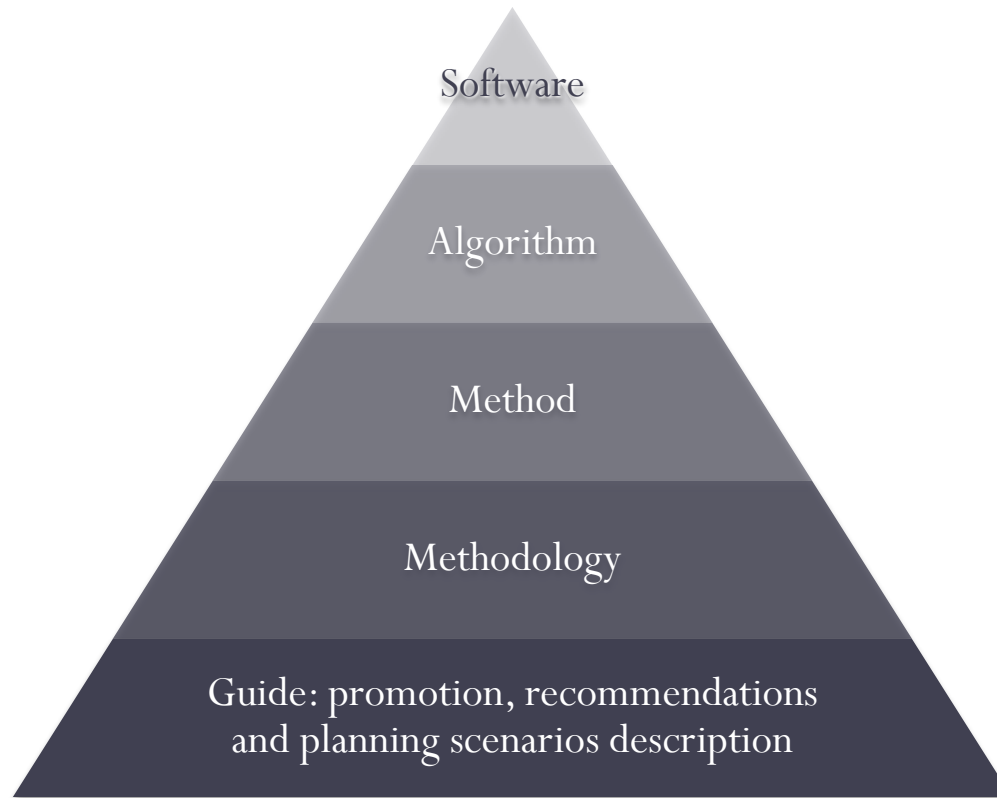 Software
Algorithm
Method
Methodology
Guide: promotion, recommendations
and planning scenarios description